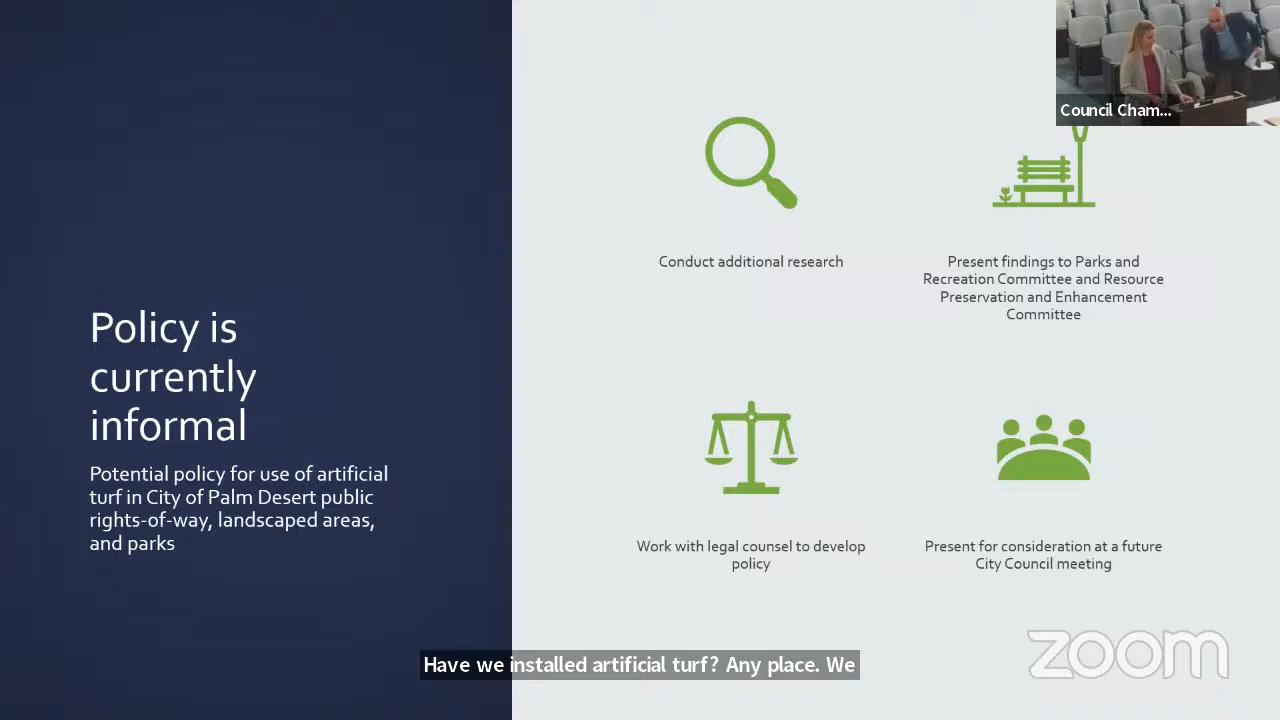 Council Cham...
Conduct additional research
Present findings to Parks and
Recreation Committee and Resource
Preservation and Enhancement
Committee
Policy is
currently
informal
Potential policy for use of artificial
turf in City of Palm Desert public
rights-of-way, landscaped areas,
and parks
Work with legal counsel to develop
policy
Present for consideration at a future
City Council meeting
Have we installed artificial turf? Any place. We
zoom